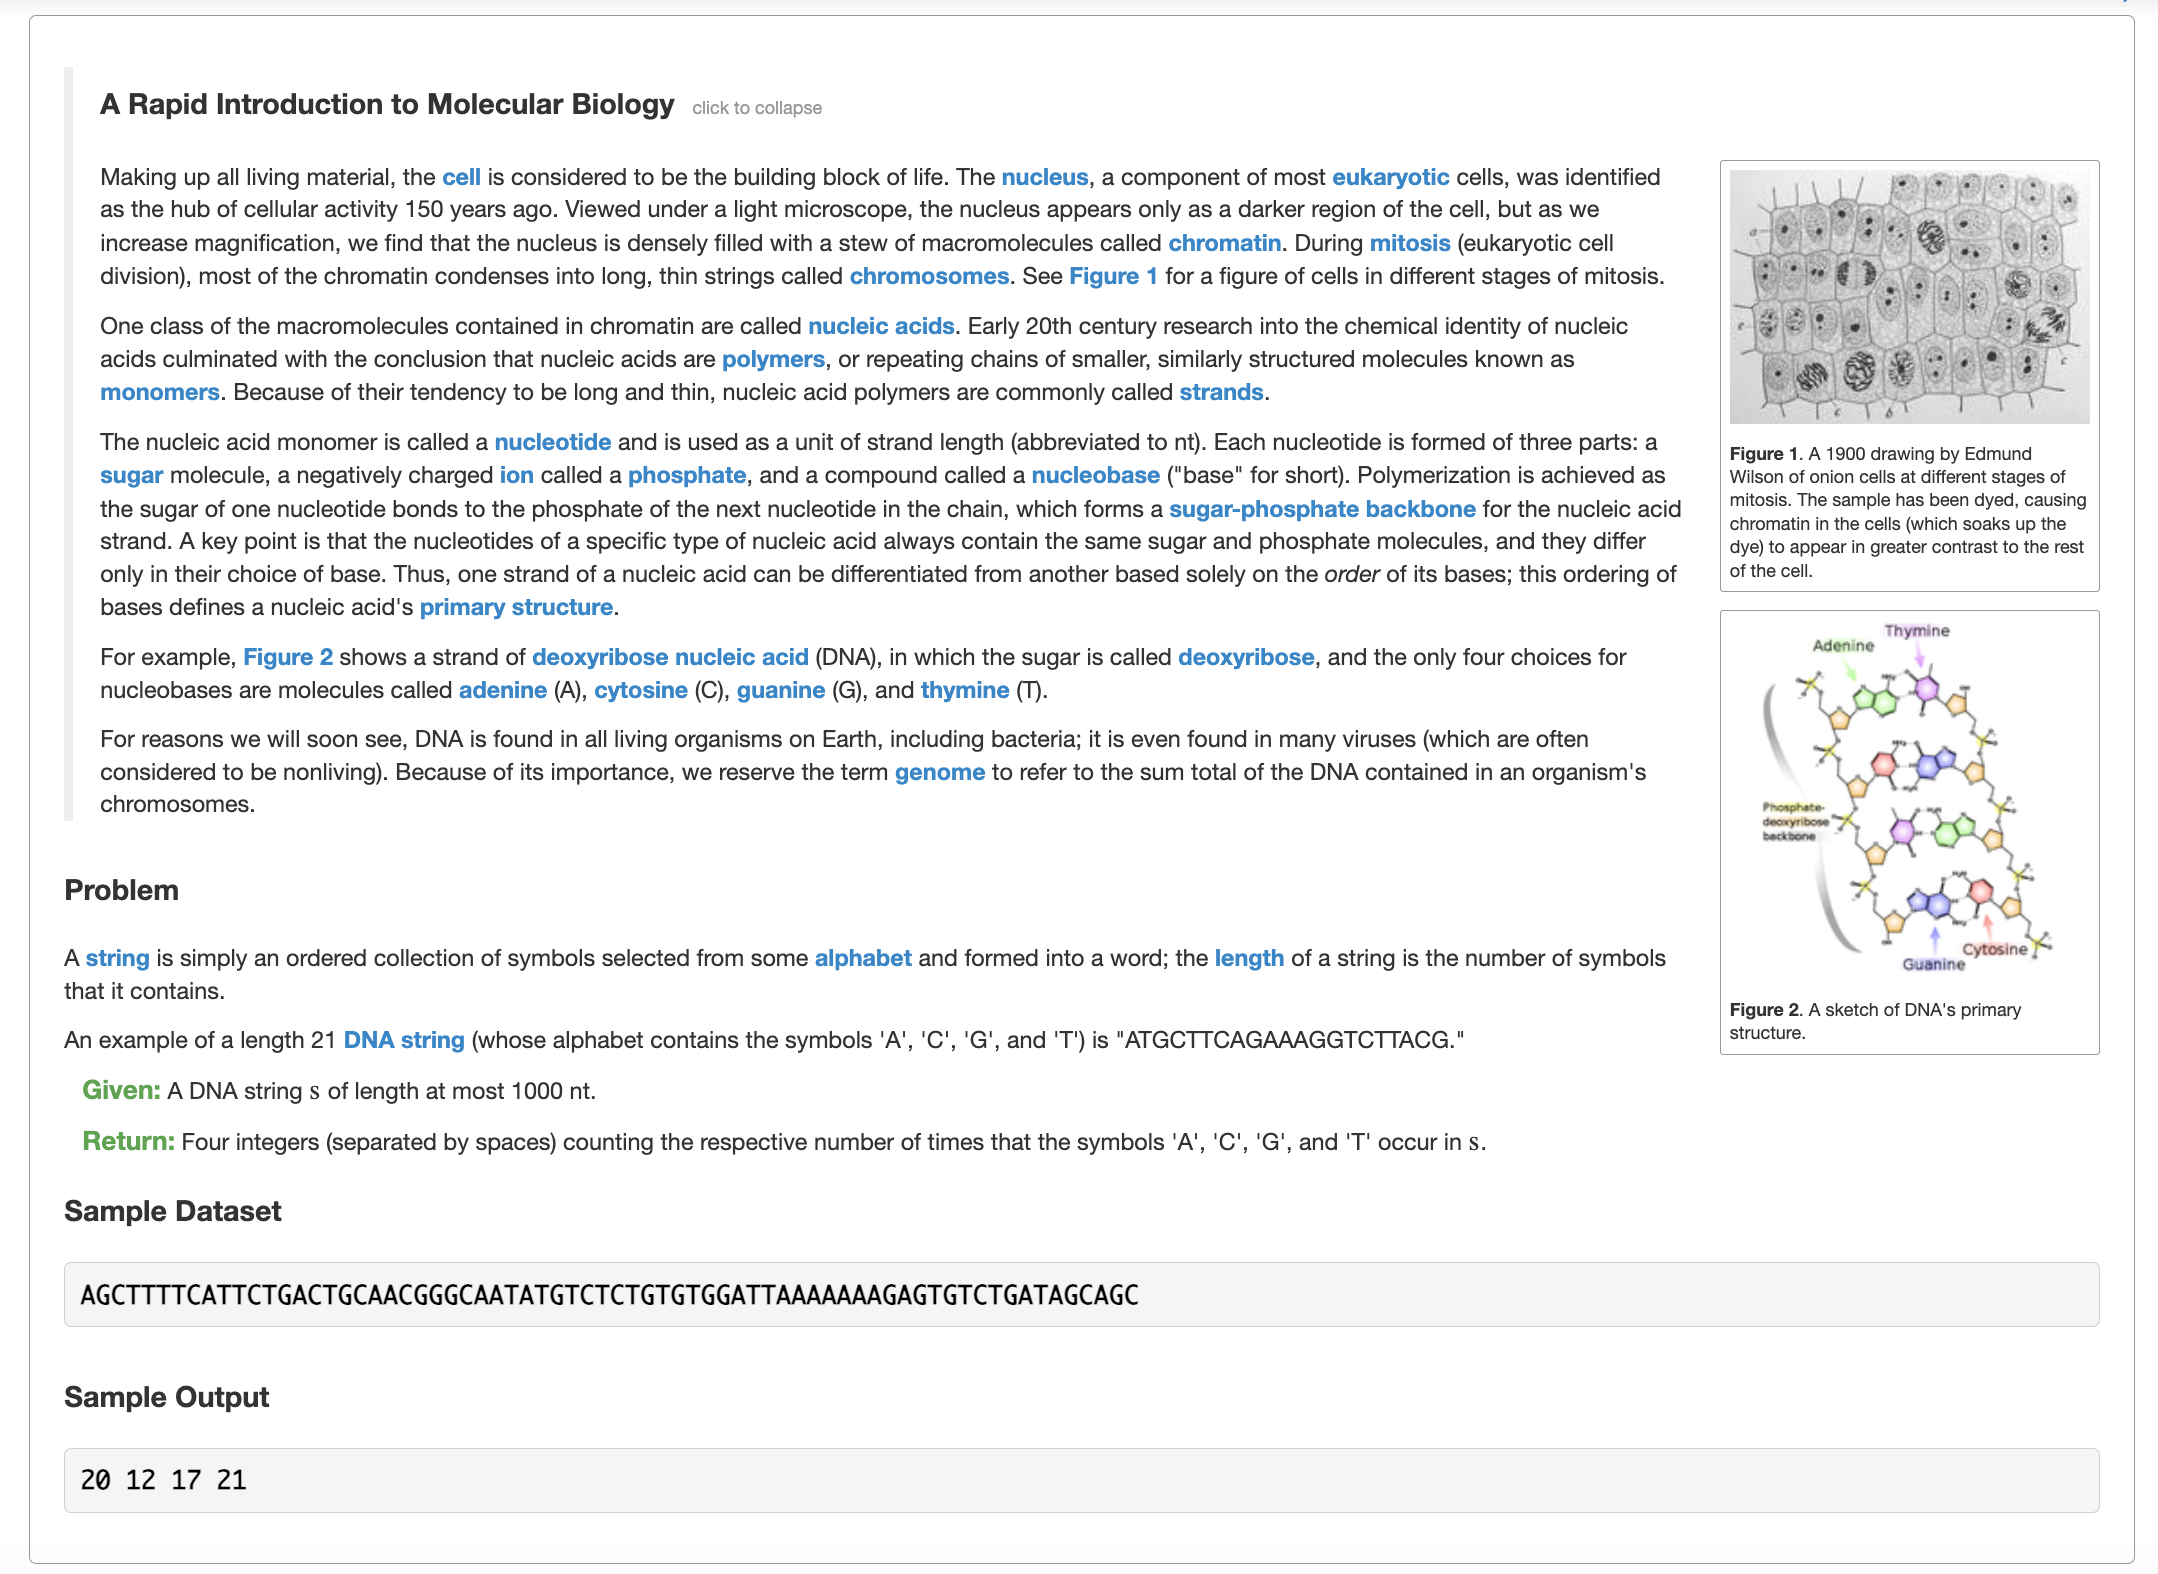 A Rapid Introduction to Molecular Biology click to collapse
Making up all living material, the cell is considered to be the building block of life. The nucleus, a component of most eukaryotic cells, was identified
as the hub of cellular activity 150 years ago. Viewed under a light microscope, the nucleus appears only as a darker region of the cell, but as we
increase magnification, we find that the nucleus is densely filled with a stew of macromolecules called chromatin. During mitosis (eukaryotic cell
division), most of the chromatin condenses into long, thin strings called chromosomes. See Figure 1 for a figure of cells in different stages of mitosis.
One class of the macromolecules contained in chromatin are called nucleic acids. Early 20th century research into the chemical identity of nucleic
acids culminated with the conclusion that nucleic acids are polymers, or repeating chains of smaller, similarly structured molecules known as
monomers. Because of their tendency to be long and thin, nucleic acid polymers are commonly called strands.
The nucleic acid monomer is called a nucleotide and is used as a unit of strand length (abbreviated to nt). Each nucleotide is formed of three parts: a
sugar molecule, a negatively charged ion called a phosphate, and a compound called a nucleobase ("base" for short). Polymerization is achieved as
the sugar of one nucleotide bonds to the phosphate of the next nucleotide in the chain, which forms a sugar-phosphate backbone for the nucleic acid
strand. A key point is that the nucleotides of a specific type of nucleic acid always contain the same sugar and phosphate molecules, and they differ
only in their choice of base. Thus, one strand of a nucleic acid can be differentiated from another based solely on the order of its bases; this ordering of
bases defines a nucleic acid's primary structure.
For example, Figure 2 shows a strand of deoxyribose nucleic acid (DNA), in which the sugar is called deoxyribose, and the only four choices for
nucleobases are molecules called adenine (A), cytosine (C), guanine (G), and thymine (T).
For reasons we will soon see, DNA is found in all living organisms on Earth, including bacteria; it is even found in many viruses (which are often
considered to be nonliving). Because of its importance, we reserve the term genome to refer to the sum total of the DNA contained in an organism's
chromosomes.
Figure 1. A 1900 drawing by Edmund
Wilson of onion cells at different stages of
mitosis. The sample has been dyed, causing
chromatin in the cells (which soaks up the
dye) to appear in greater contrast to the rest
of the cell.
Thymine
Adenine
Phosphate-
deoxyribose
backbone
Cytosine
Guanine
Figure 2. A sketch of DNA's primary
structure.
Problem
A string is simply an ordered collection of symbols selected from some alphabet and formed into a word; the length of a string is the number of symbols
that it contains.
An example of a length 21 DNA string (whose alphabet contains the symbols 'A', 'C', 'G', and 'T') is "ATGCTTCAGAAAGGTCTTACG."
Given: A DNA string s of length at most 1000 nt.
Return: Four integers (separated by spaces) counting the respective number of times that the symbols 'A', 'C', 'G', and 'T' occur in s.
Sample Dataset
AGCTTTTCATTCTGACTGCAACGGGCAATATGTCTCTGTGTGGATTAAAAAAAGAGTGTCTGATAGCAGC
Sample Output
20 12 17 21